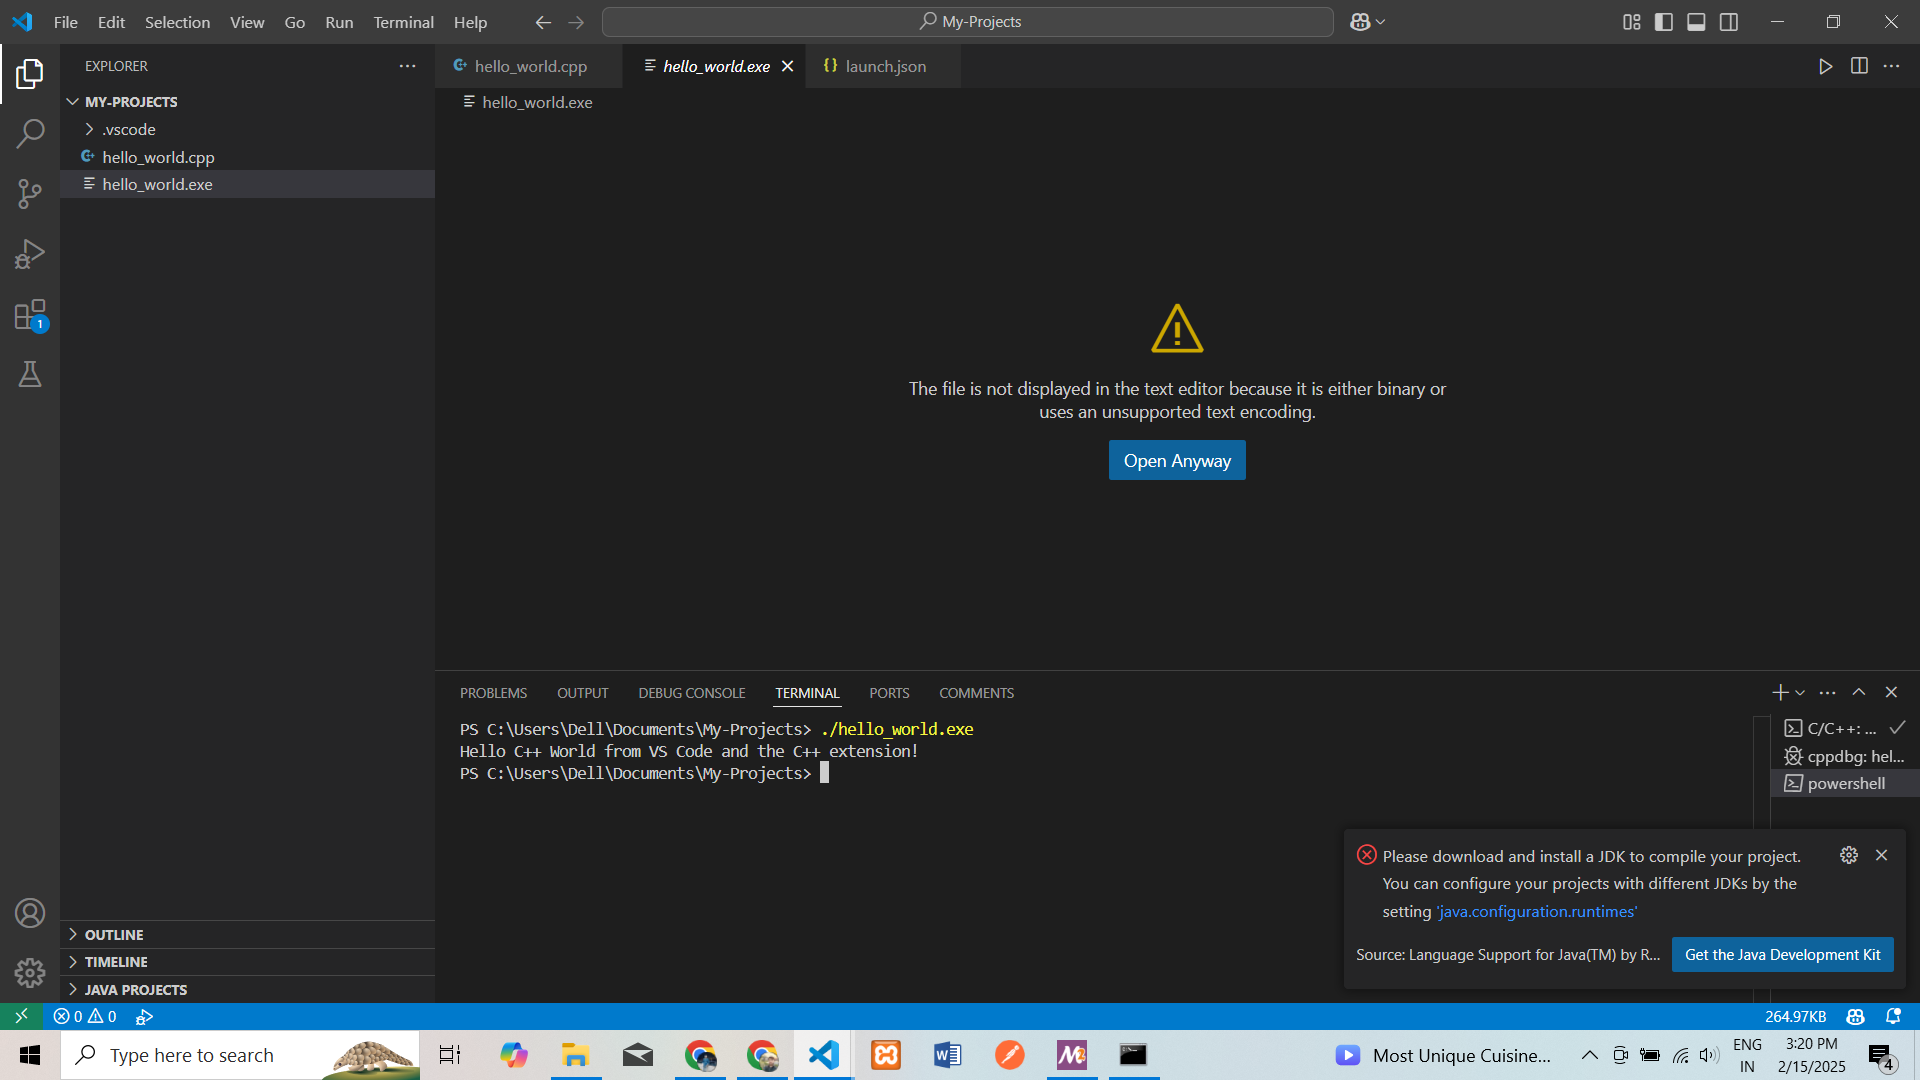 File Edit Selection View Go Run Terminal Help
My-Projects
EXPLORER
MY-PROJECTS
.vscode
hello_world.cpp
hello_world.exe
1
hello_world.cpp
hello_world.exe
launch.json
hello_world.exe
The file is not displayed in the text editor because it is either binary or
uses an unsupported text encoding.
Open Anyway
PROBLEMS OUTPUT DEBUG CONSOLE TERMINAL PORTS COMMENTS
PS C:\Users\Dell\Documents\My-Projects> ./hello_world.exe
Hello C++ World from VS Code and the C++ extension!
PS C:\Users\Dell\Documents\My-Projects>
C/C++: ...
cppdbg: hel...
powershell
Please download and install a JDK to compile your project.
You can configure your projects with different JDKs by the
setting 'java.configuration.runtimes'
Source: Language Support for Java(TM) by R...
Get the Java Development Kit
OUTLINE
TIMELINE
JAVA PROJECTS
0 0
264.97KB
Type here to search
Most Unique Cuisine...
ENG
IN
3:20 PM
2/15/2025
4